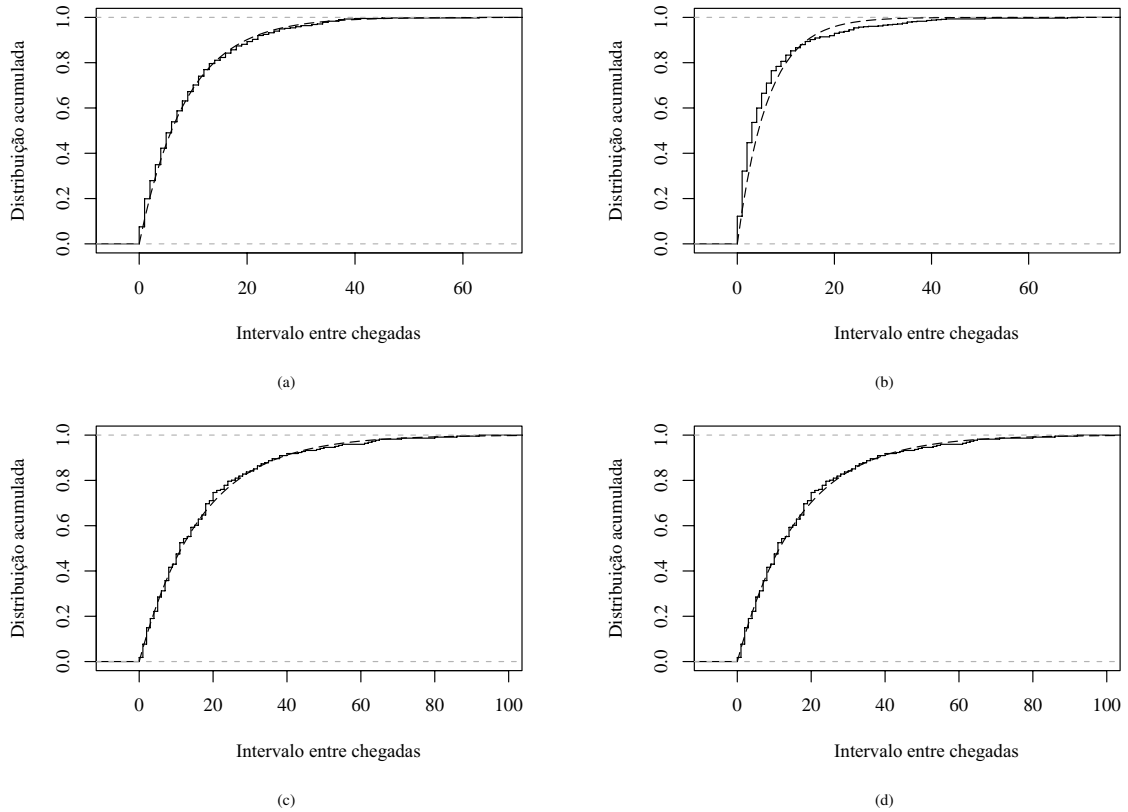 Distribuição acumulada
0.0 0.2 0.4 0.6 0.8 1.0
0 20 40 60
Intervalo entre chegadas
(a)
Distribuição acumulada
0.0 0.2 0.4 0.6 0.8 1.0
0 20 40 60
Intervalo entre chegadas
(b)
Distribuição acumulada
0.0 0.2 0.4 0.6 0.8 1.0
0 20 40 60 80 100
Intervalo entre chegadas
(c)
Distribuição acumulada
0.0 0.2 0.4 0.6 0.8 1.0
0 20 40 60 80 100
Intervalo entre chegadas
(d)